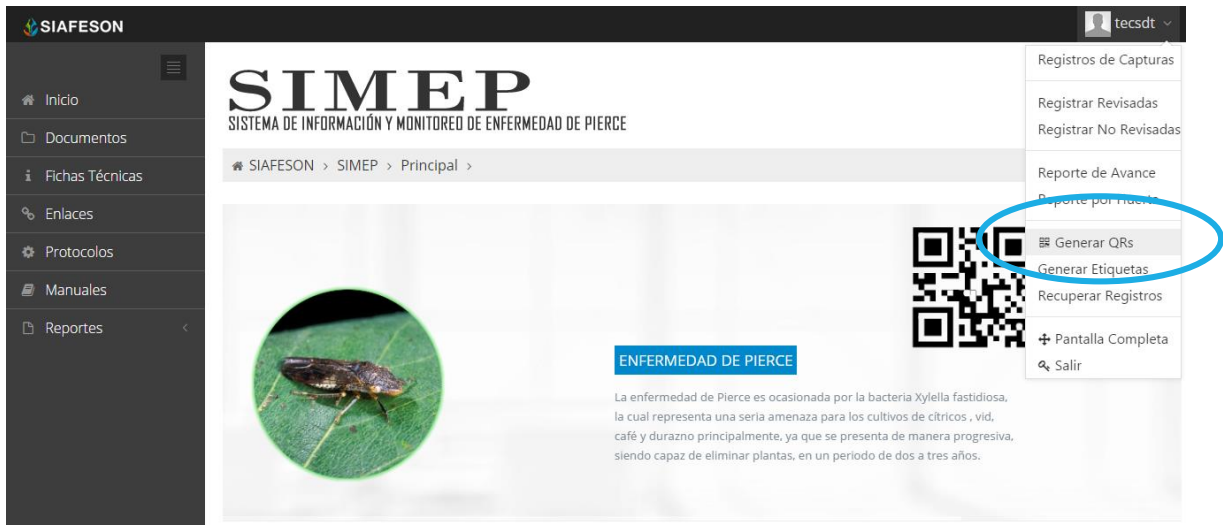 SIAFESON
tecsdt
Inicio
Documentos
Fichas Técnicas
Enlaces
Protocolos
Manuales
Reportes
SIMEP
SISTEMA DE INFORMACIÓN Y MONITOREO DE ENFERMEDAD DE PIERCE
SIAFESON > SIMEP > Principal >
ENFERMEDAD DE PIERCE
La enfermedad de Pierce es ocasionada por la bacteria Xylella fastidiosa,
la cual representa una seria amenaza para los cultivos de cítricos , vid,
café y durazno principalmente, ya que se presenta de manera progresiva,
siendo capaz de eliminar plantas, en un periodo de dos a tres años.
Registros de Capturas
Registrar Revisadas
Registrar No Revisadas
Reporte de Avance
Reporte por Huerto
Generar QRs
Generar Etiquetas
Recuperar Registros
Pantalla Completa
Salir